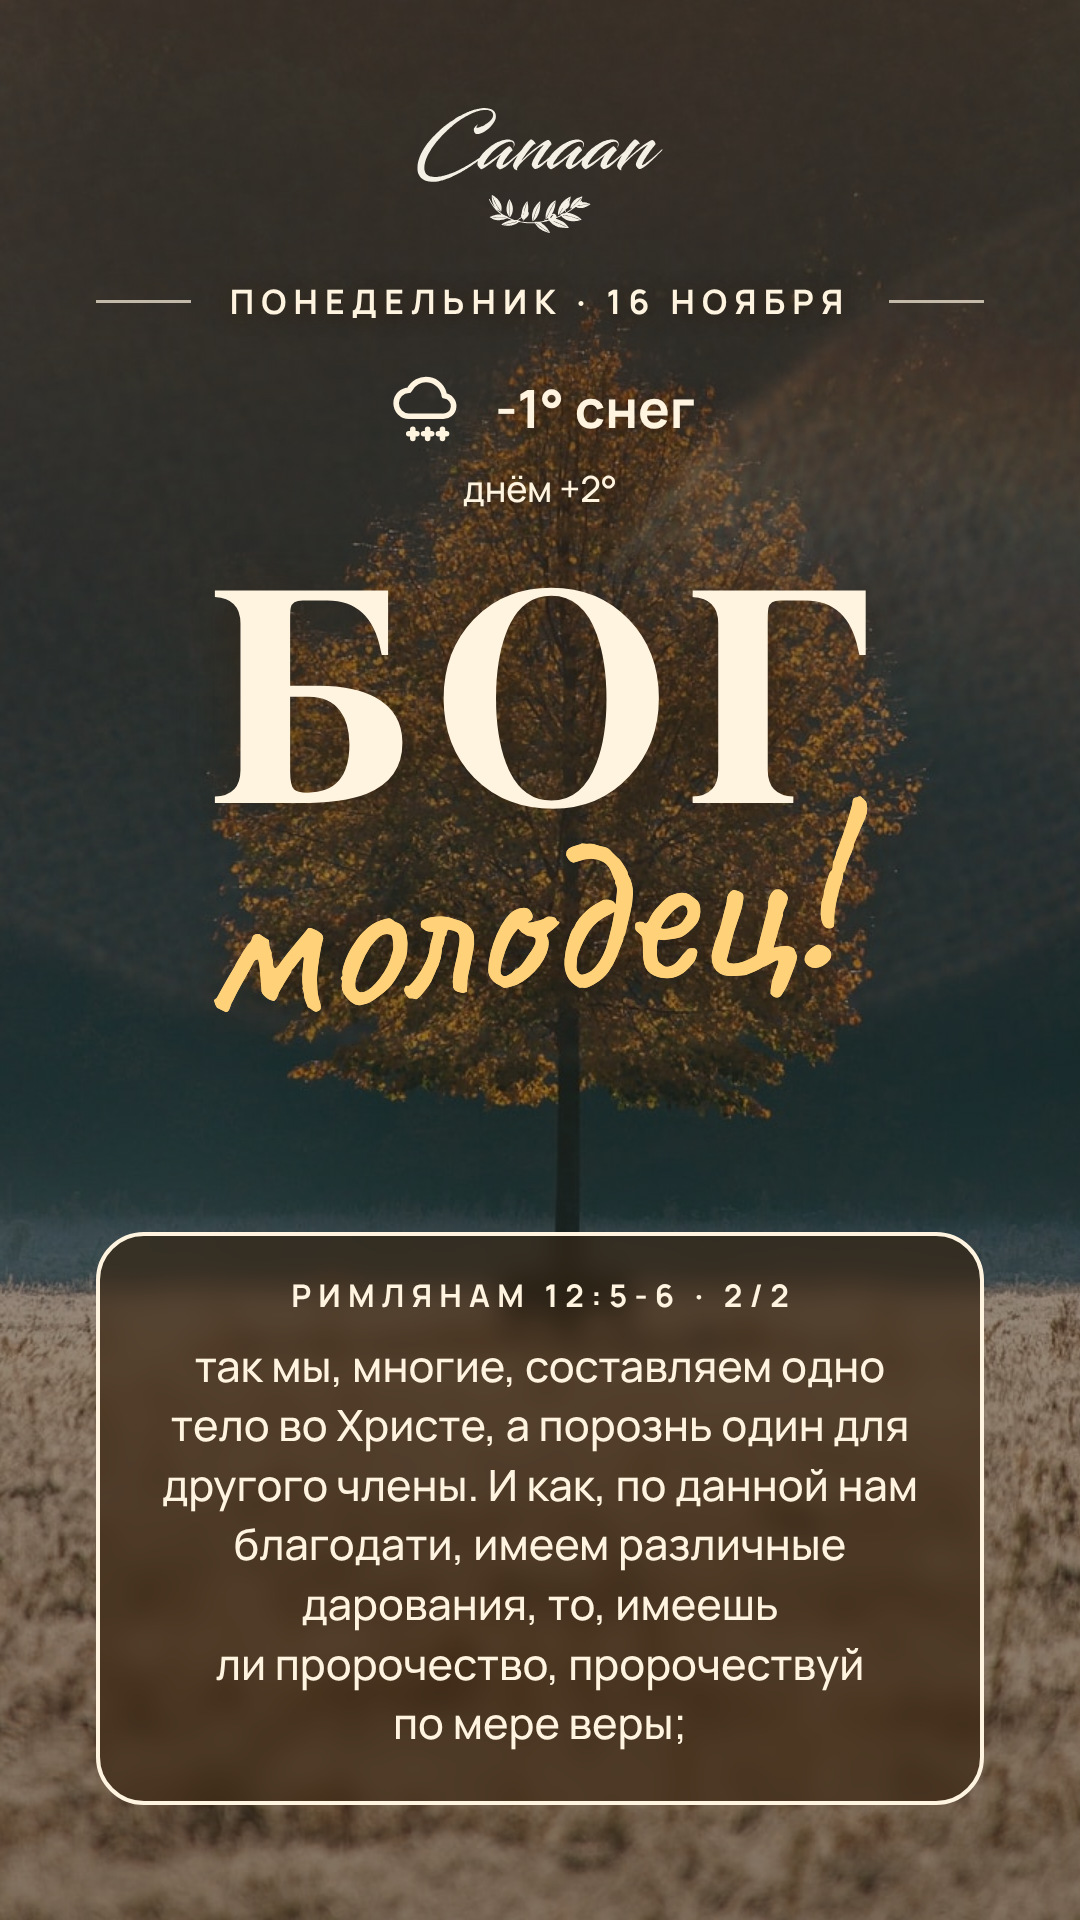 Canaan
ПОНЕДЕЛЬНИК · 16 НОЯБРЯ
-1° снег
днём +2°
БОГ
молодец!
РИМЛЯНАМ 12:5-6 · 2/2
так мы, многие, составляем одно
тело во Христе, а порознь один для
другого члены. И как, по данной нам
благодати, имеем различные
дарования, то, имеешь
ли пророчество, пророчествуй
по мере веры;